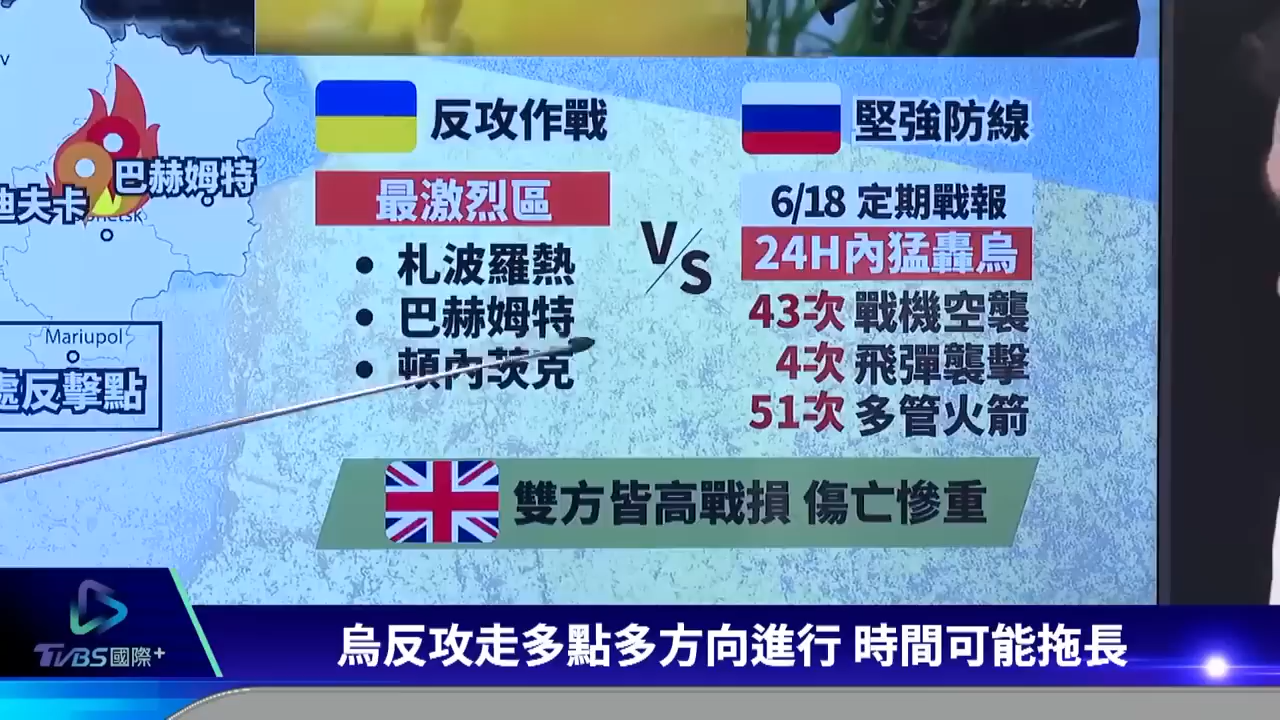 反攻作戰
最激烈區
• 札波羅熱
• 巴赫姆特
• 頓內茨克
V/S
堅強防線
6/18 定期戰報
24H內猛轟烏
43次 戰機空襲
4次 飛彈襲擊
51次 多管火箭
雙方皆高戰損 傷亡慘重
巴赫姆特
迪夫卡
Mariupol
處反擊點
烏反攻走多點多方向進行 時間可能拖長
TVBS國際+